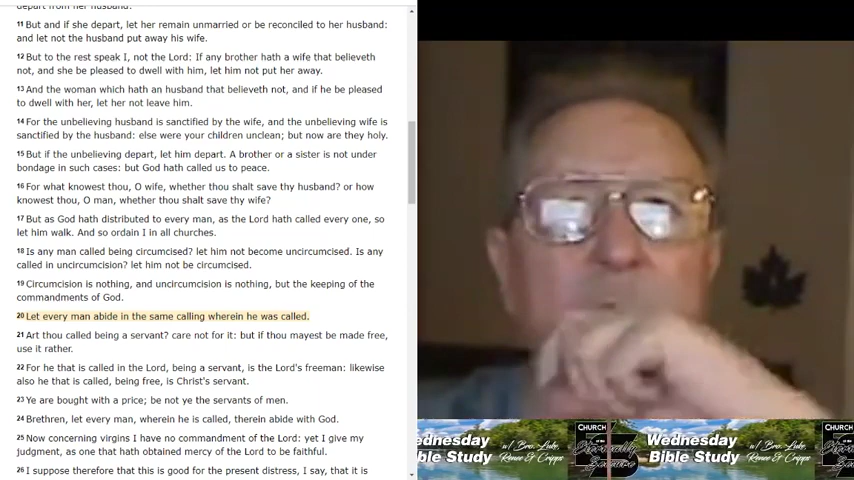 depart from her husband:
11 But and if she depart, let her remain unmarried or be reconciled to her husband:
and let not the husband put away his wife.
12 But to the rest speak I, not the Lord: If any brother hath a wife that believeth
not, and she be pleased to dwell with him, let him not put her away.
13 And the woman which hath an husband that believeth not, and if he be pleased
to dwell with her, let her not leave him.
14 For the unbelieving husband is sanctified by the wife, and the unbelieving wife is
sanctified by the husband: else were your children unclean; but now are they holy.
15 But if the unbelieving depart, let him depart. A brother or a sister is not under
bondage in such cases: but God hath called us to peace.
16 For what knowest thou, O wife, whether thou shalt save thy husband? or how
knowest thou, O man, whether thou shalt save thy wife?
17 But as God hath distributed to every man, as the Lord hath called every one, so
let him walk. And so ordain I in all churches.
18 Is any man called being circumcised? let him not become uncircumcised. Is any
called in uncircumcision? let him not be circumcised.
19 Circumcision is nothing, and uncircumcision is nothing, but the keeping of the
commandments of God.
20 Let every man abide in the same calling wherein he was called.
21 Art thou called being a servant? care not for it: but if thou mayest be made free,
use it rather.
22 For he that is called in the Lord, being a servant, is the Lord's freeman: likewise
also he that is called, being free, is Christ's servant.
23 Ye are bought with a price; be not ye the servants of men.
24 Brethren, let every man, wherein he is called, therein abide with God.
25 Now concerning virgins I have no commandment of the Lord: yet I give my
judgment, as one that hath obtained mercy of the Lord to be faithful.
26 I suppose therefore that this is good for the present distress, I say, that it is
ednesday
ble Study
w/ Bro. Luke,
Renee & Cripps
CHURCH
of the
Eternally
Secure
Wednesday
Bible Study
w/ Bro. Luke,
Renee & Cripps
CHURCH